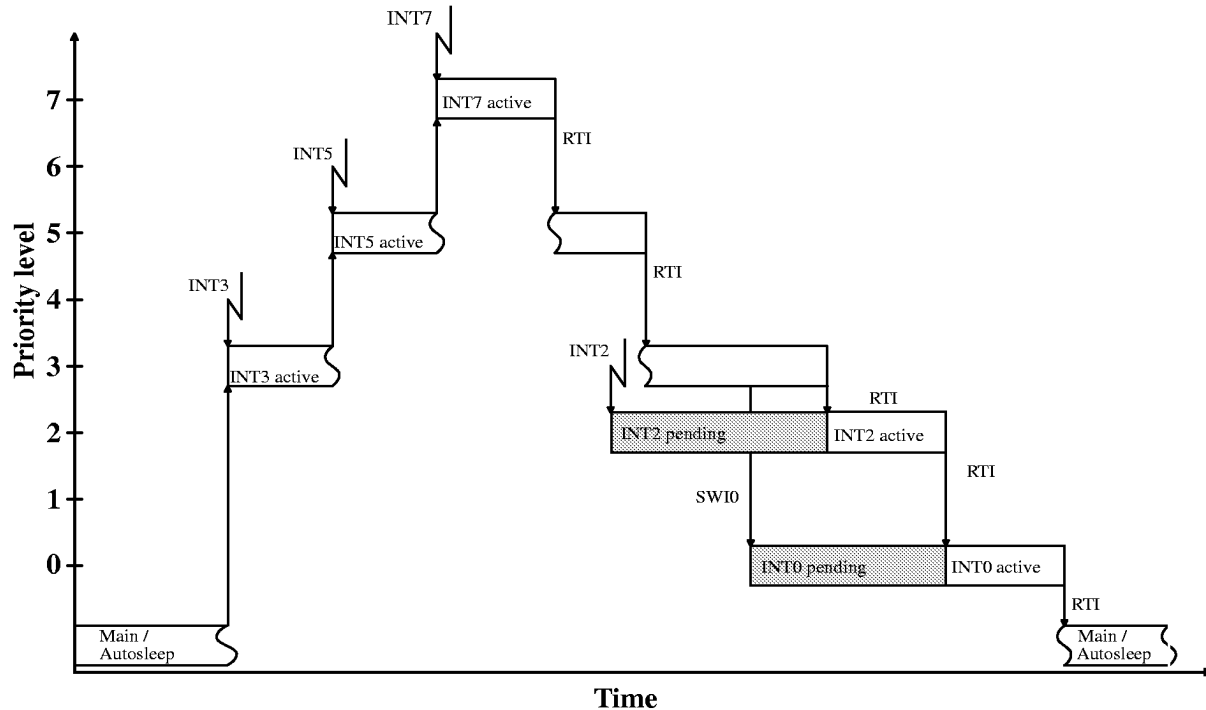 INT7
7
INT7 active
RTI
6
INT5
5
INT5 active
RTI
4
INT3
3
INT3 active
INT2
RTI
2
INT2 pending
INT2 active
RTI
1
SWI0
0
INT0 pending
INT0 active
RTI
Main /
Autosleep
Main /
Autosleep
Priority level
Time